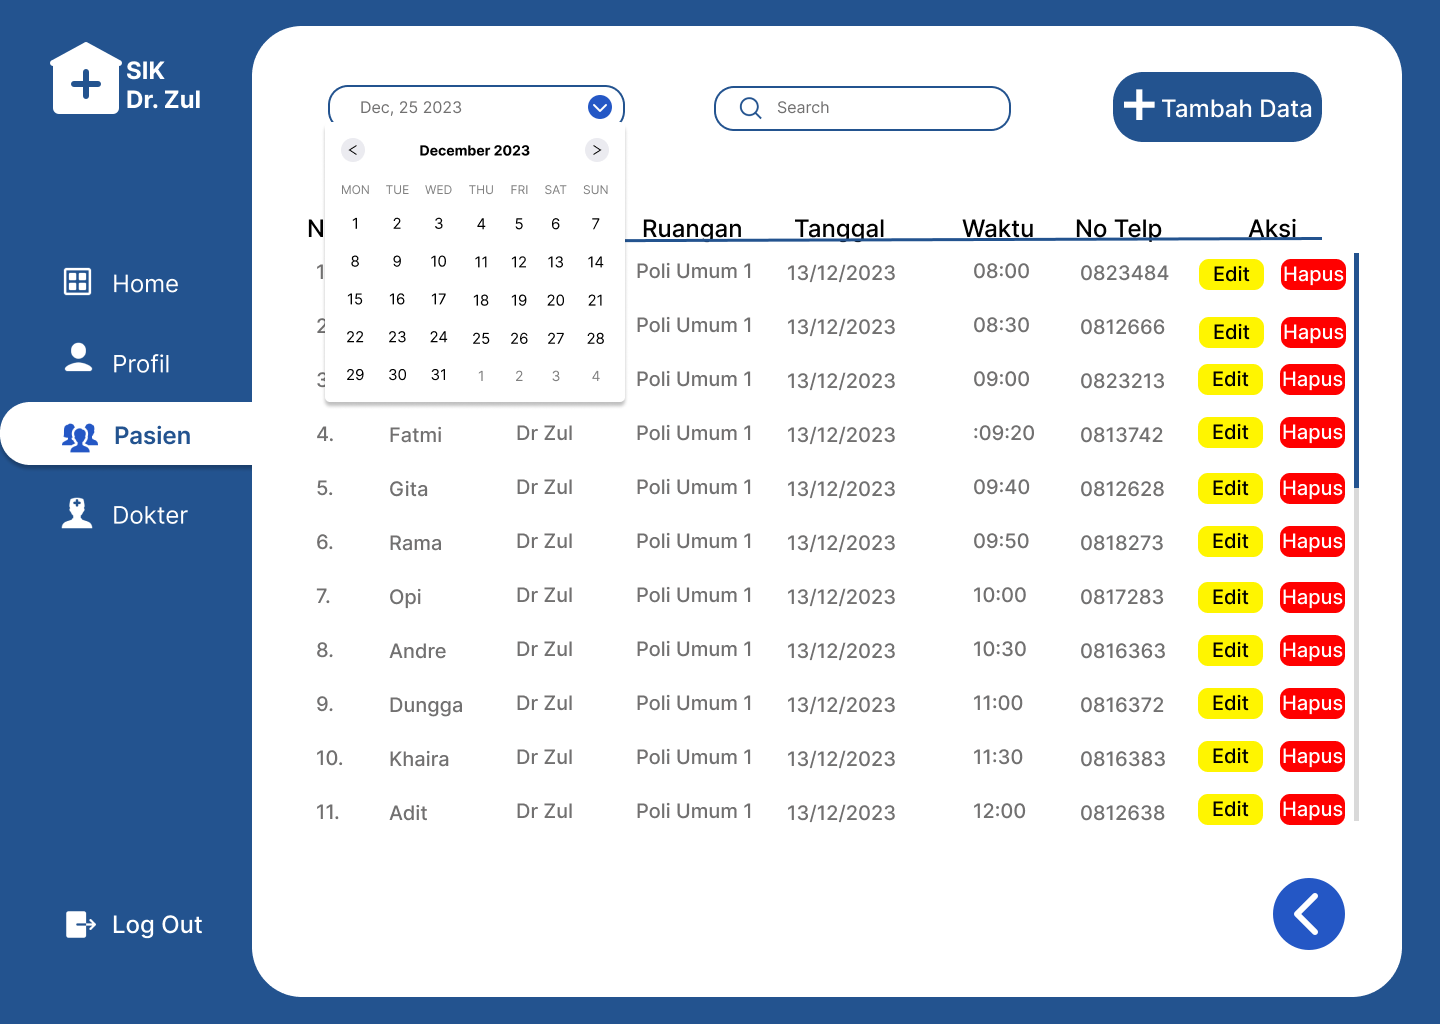 SIK
Dr. Zul
Home
Profil
Pasien
Dokter
Log Out
Dec, 25 2023
Search
Tambah Data
< December 2023 >
MON TUE WED THU FRI SAT SUN
1 2 3 4 5 6 7
8 9 10 11 12 13 14
15 16 17 18 19 20 21
22 23 24 25 26 27 28
29 30 31 1 2 3 4
N Ruangan Tanggal Waktu No Telp Aksi
1 Poli Umum 1 13/12/2023 08:00 0823484 Edit Hapus
2 Poli Umum 1 13/12/2023 08:30 0812666 Edit Hapus
3 Poli Umum 1 13/12/2023 09:00 0823213 Edit Hapus
4. Fatmi Dr Zul Poli Umum 1 13/12/2023 :09:20 0813742 Edit Hapus
5. Gita Dr Zul Poli Umum 1 13/12/2023 09:40 0812628 Edit Hapus
6. Rama Dr Zul Poli Umum 1 13/12/2023 09:50 0818273 Edit Hapus
7. Opi Dr Zul Poli Umum 1 13/12/2023 10:00 0817283 Edit Hapus
8. Andre Dr Zul Poli Umum 1 13/12/2023 10:30 0816363 Edit Hapus
9. Dungga Dr Zul Poli Umum 1 13/12/2023 11:00 0816372 Edit Hapus
10. Khaira Dr Zul Poli Umum 1 13/12/2023 11:30 0816383 Edit Hapus
11. Adit Dr Zul Poli Umum 1 13/12/2023 12:00 0812638 Edit Hapus